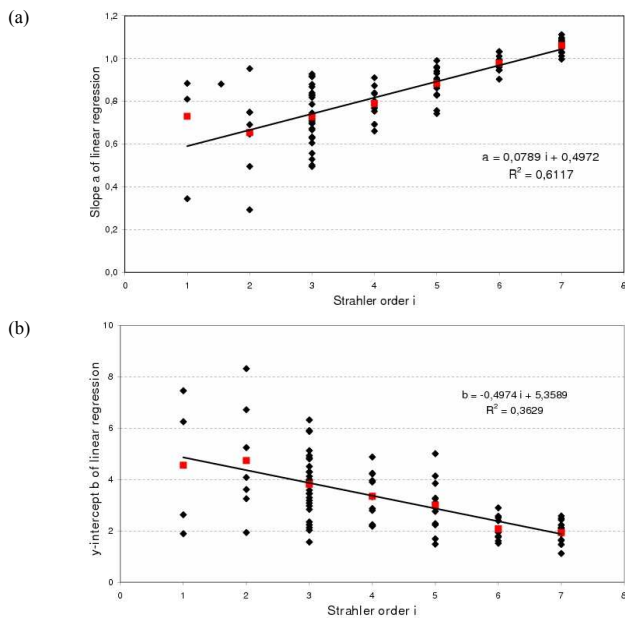 (a)
1,2
1,0
0,8
0,6
0,4
0,2
0,0
Slope a of linear regression
a = 0,0789 i + 0,4972
R² = 0,6117
0 1 2 3 4 5 6 7 8
Strahler order i
(b)
10
8
6
4
2
0
y-intercept b of linear regression
b = -0,4974 i + 5,3589
R² = 0,3629
0 1 2 3 4 5 6 7 8
Strahler order i